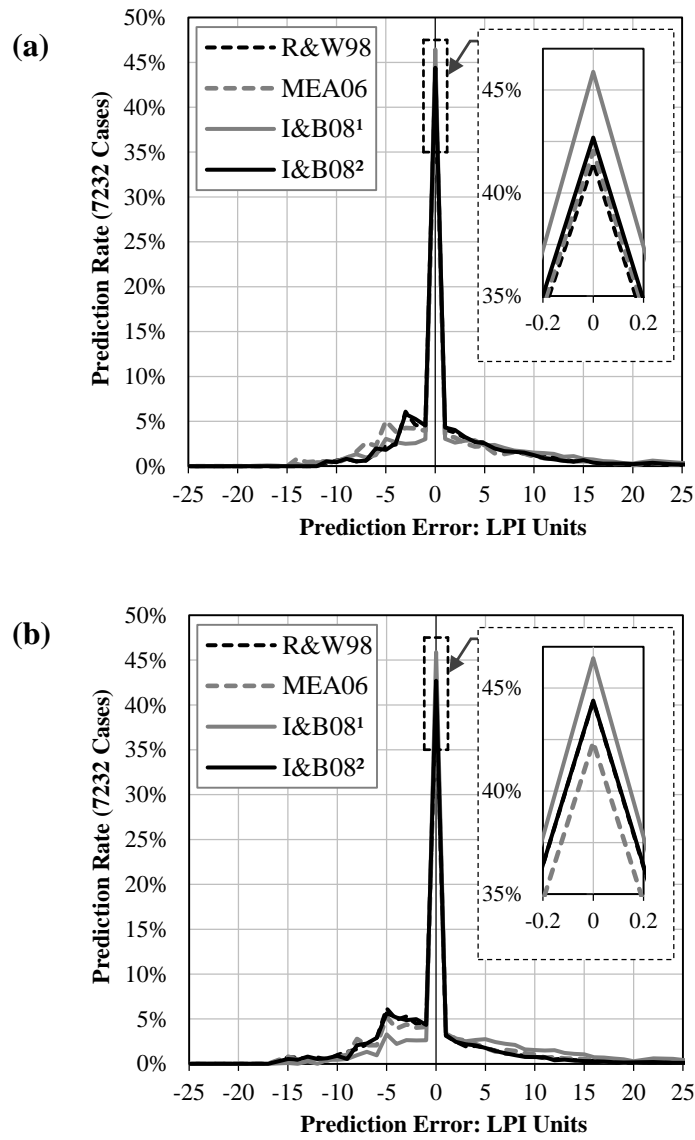 (a)
Prediction Rate (7232 Cases)
50%
45%
40%
35%
30%
25%
20%
15%
10%
5%
0%
R&W98
MEA06
I&B08¹
I&B08²
45%
40%
35%
-0.2 0 0.2
-25 -20 -15 -10 -5 0 5 10 15 20 25
Prediction Error: LPI Units
(b)
Prediction Rate (7232 Cases)
50%
45%
40%
35%
30%
25%
20%
15%
10%
5%
0%
R&W98
MEA06
I&B08¹
I&B08²
45%
40%
35%
-0.2 0 0.2
-25 -20 -15 -10 -5 0 5 10 15 20 25
Prediction Error: LPI Units